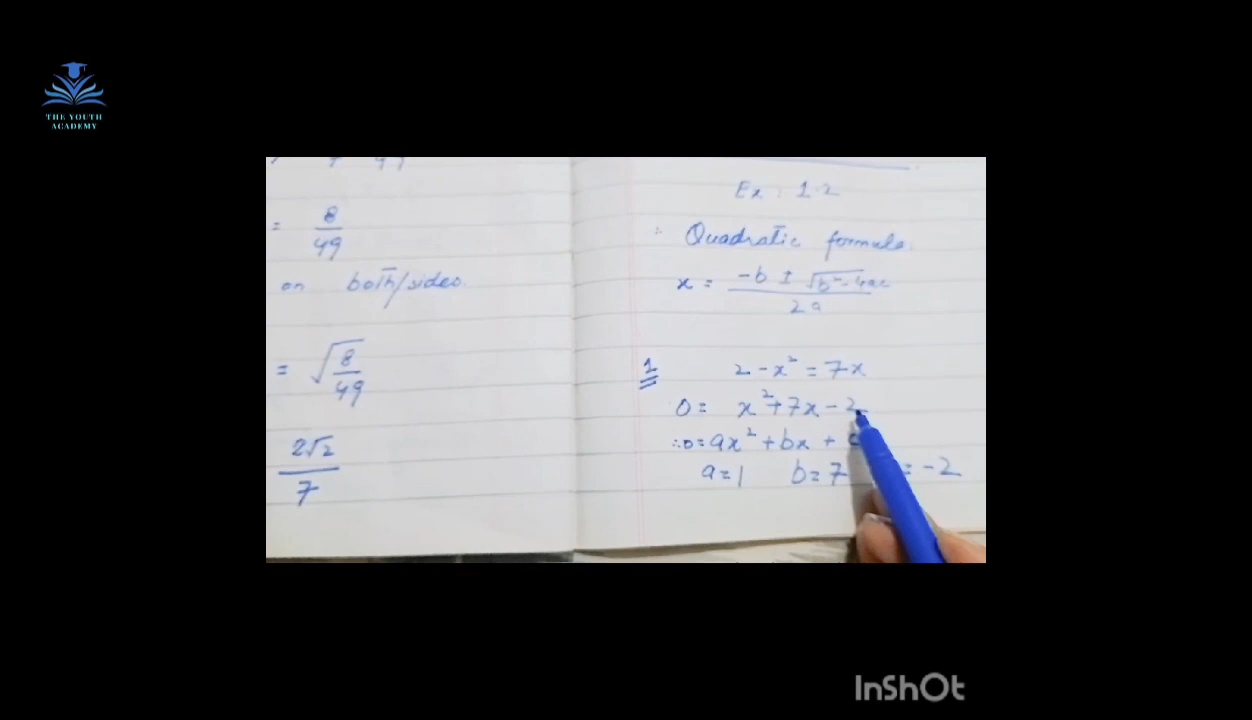 THE YOUTH
ACADEMY
= 8/49
on both/sides
= √8/49
2√2/7
Ex : 1.2
∴ Quadratic formula
x = -b ± √b²-4ac / 2a
1 2 - x² = 7x
0 = x² + 7x - 2
∴ 0 = ax² + bx +
a = 1 b = 7 = -2
InShOt